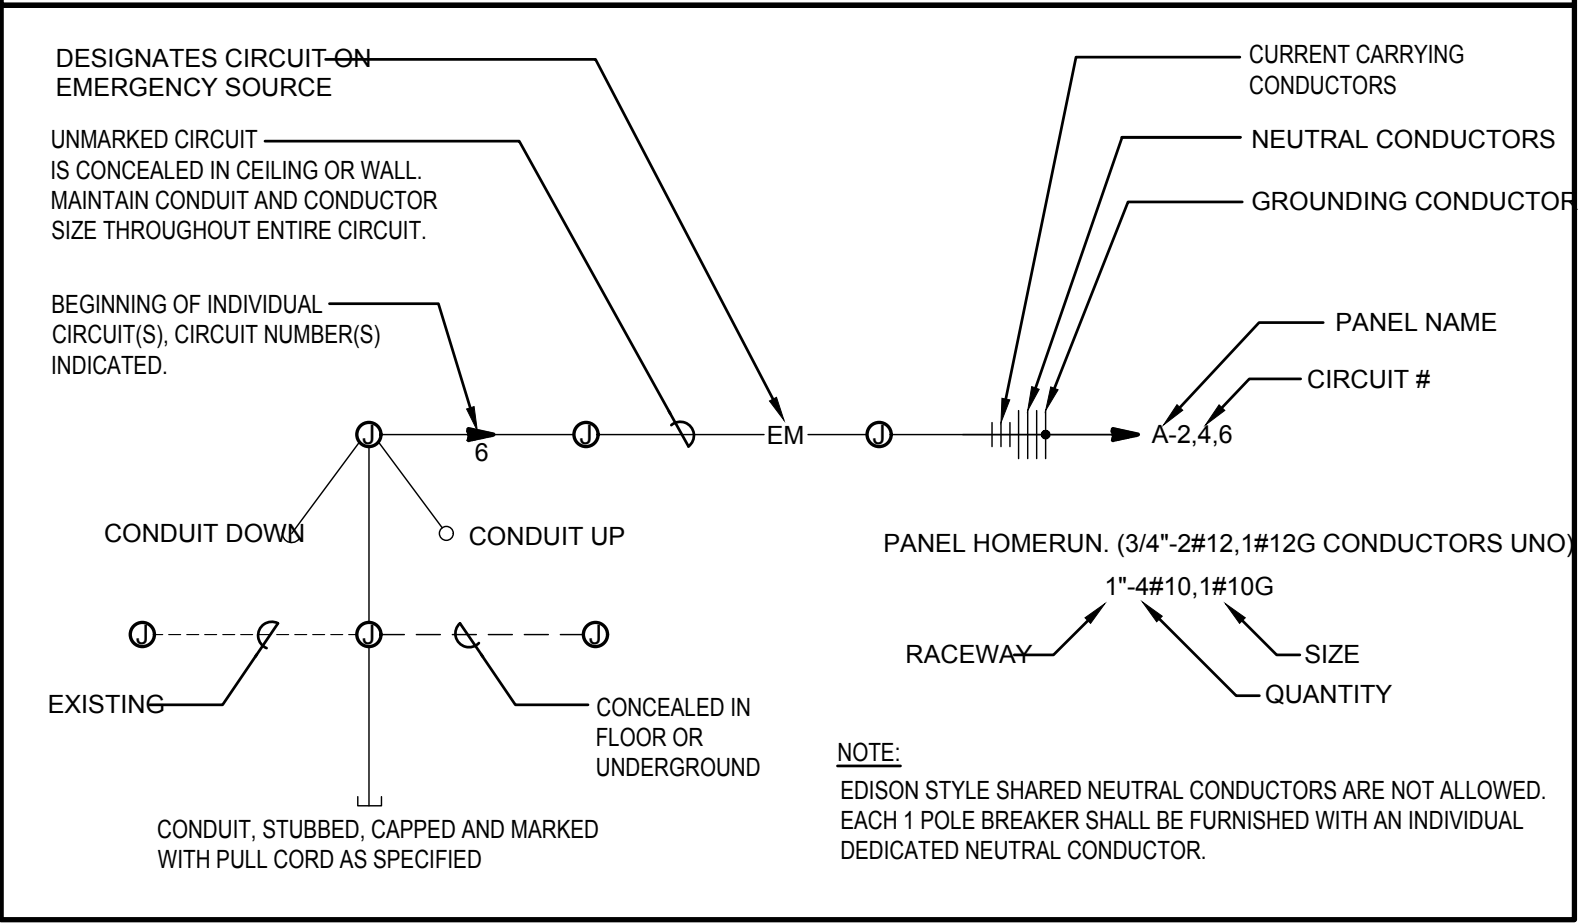 DESIGNATES CIRCUIT ON
EMERGENCY SOURCE
UNMARKED CIRCUIT
IS CONCEALED IN CEILING OR WALL.
MAINTAIN CONDUIT AND CONDUCTOR
SIZE THROUGHOUT ENTIRE CIRCUIT.
BEGINNING OF INDIVIDUAL
CIRCUIT(S), CIRCUIT NUMBER(S)
INDICATED.
CURRENT CARRYING
CONDUCTORS
NEUTRAL CONDUCTORS
GROUNDING CONDUCTOR
PANEL NAME
CIRCUIT #
J
6
J
EM
J
A-2,4,6
CONDUIT DOWN
CONDUIT UP
PANEL HOMERUN. (3/4"-2#12,1#12G CONDUCTORS UNO)
1"-4#10,1#10G
RACEWAY
SIZE
QUANTITY
J
J
J
EXISTING
CONCEALED IN
FLOOR OR
UNDERGROUND
CONDUIT, STUBBED, CAPPED AND MARKED
WITH PULL CORD AS SPECIFIED
NOTE:
EDISON STYLE SHARED NEUTRAL CONDUCTORS ARE NOT ALLOWED.
EACH 1 POLE BREAKER SHALL BE FURNISHED WITH AN INDIVIDUAL
DEDICATED NEUTRAL CONDUCTOR.